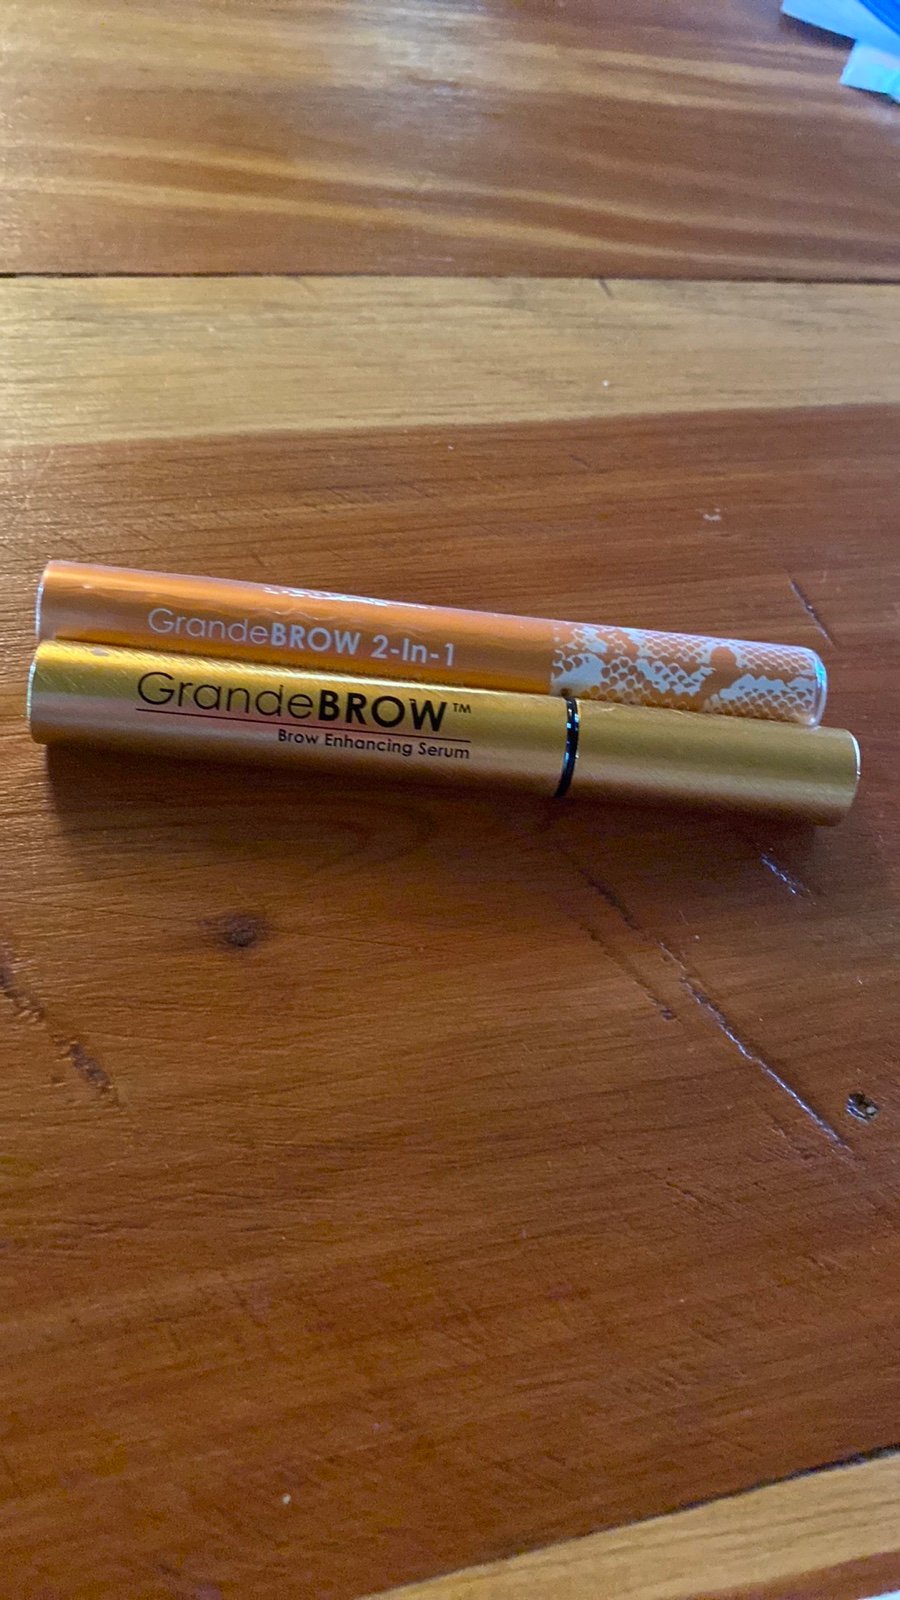 GrandeBROW 2-In-1
GrandeBROW™
Brow Enhancing Serum